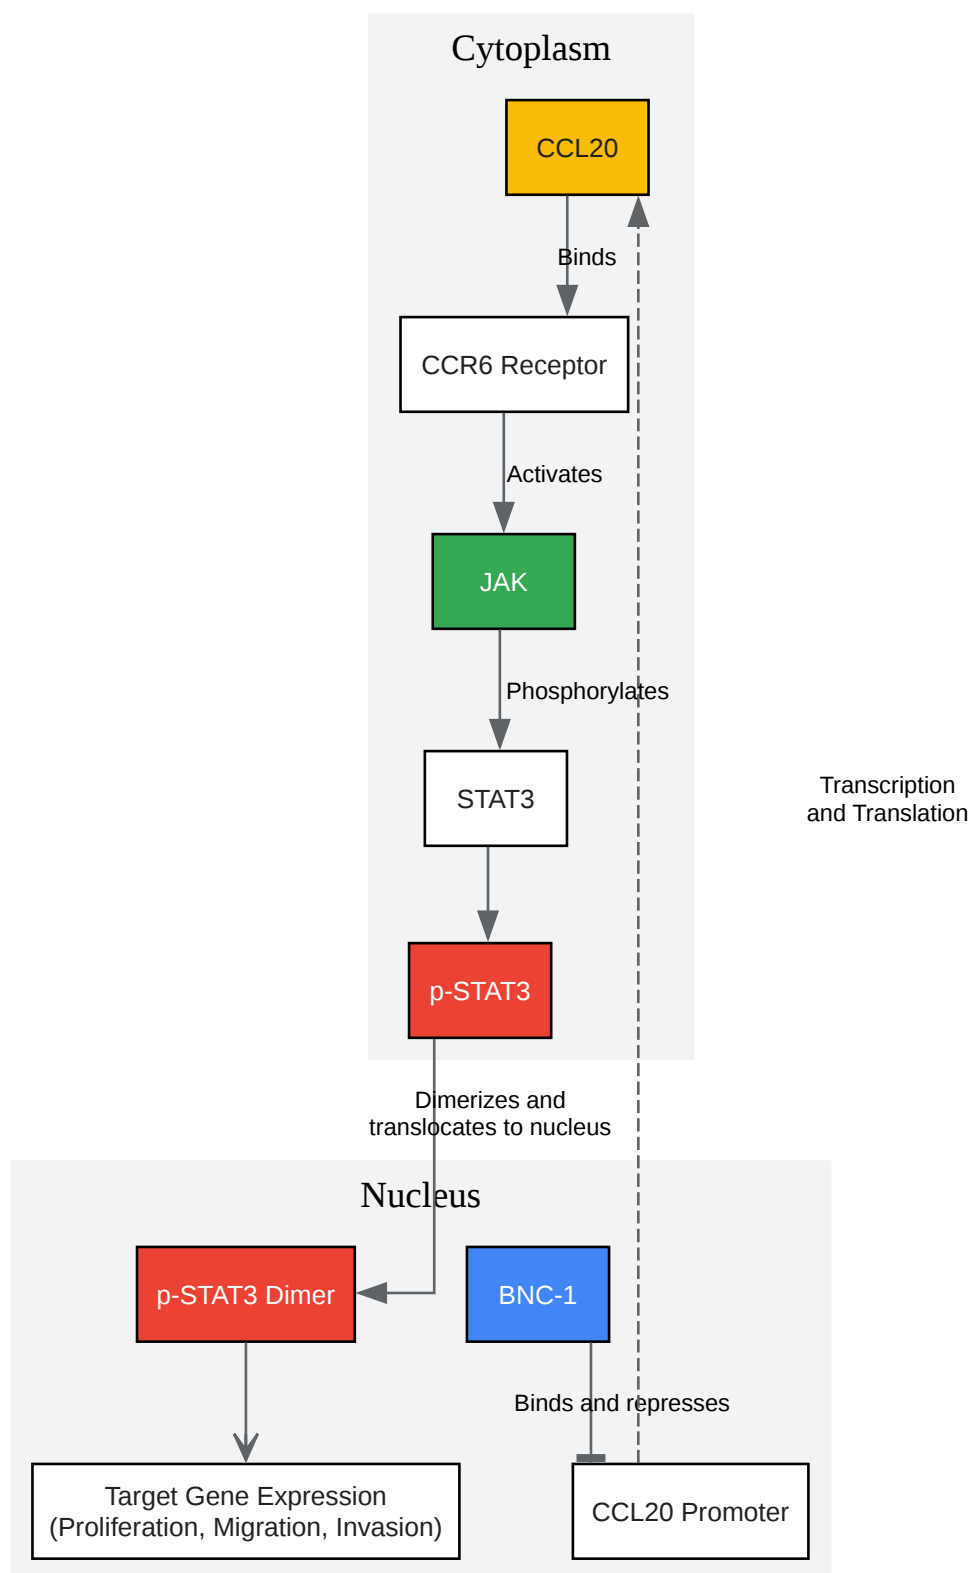 Cytoplasm
CCL20
Binds
CCR6 Receptor
Activates
JAK
Phosphorylates
STAT3
Transcription
and Translation
p-STAT3
Dimerizes and
translocates to nucleus
Nucleus
p-STAT3 Dimer
BNC-1
Binds and represses
Target Gene Expression
(Proliferation, Migration, Invasion)
CCL20 Promoter